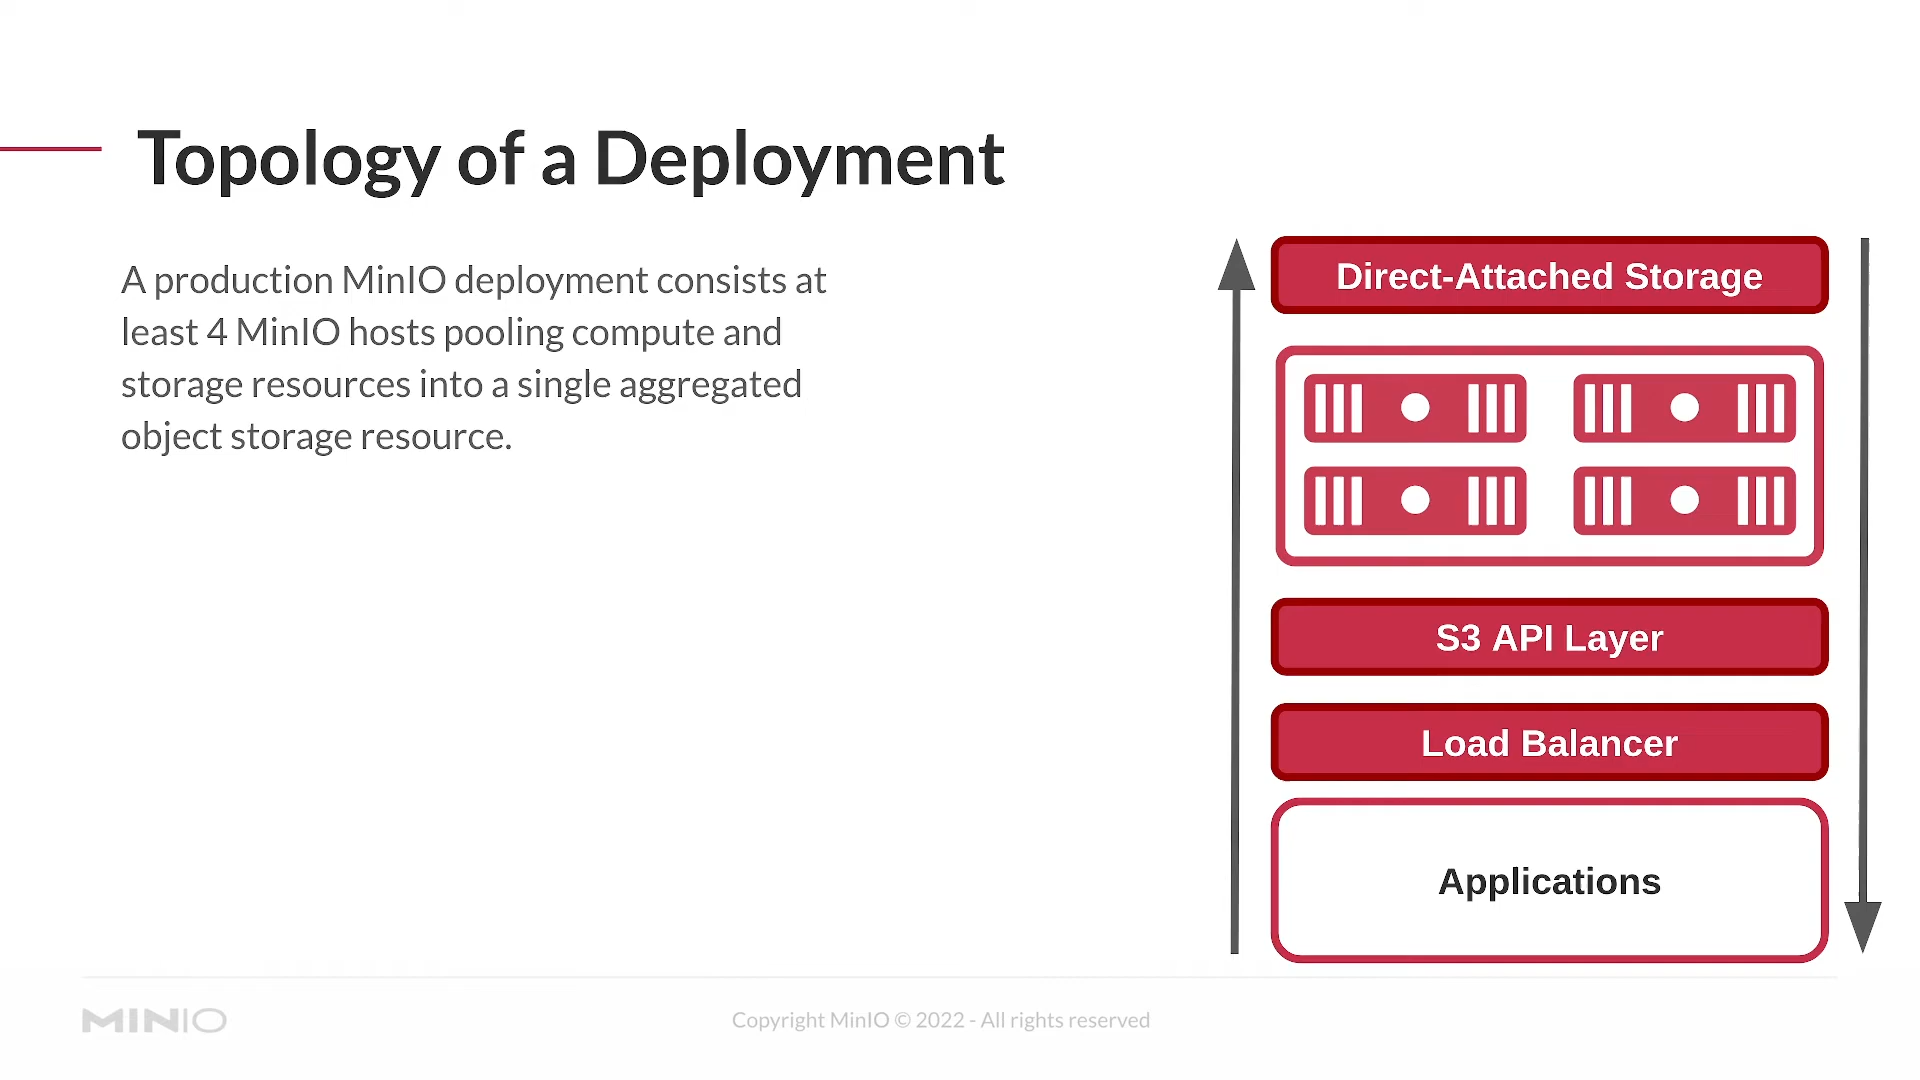 Topology of a Deployment
A production MinIO deployment consists at
least 4 MinIO hosts pooling compute and
storage resources into a single aggregated
object storage resource.
Direct-Attached Storage
S3 API Layer
Load Balancer
Applications
MINIO
Copyright MinIO © 2022 - All rights reserved